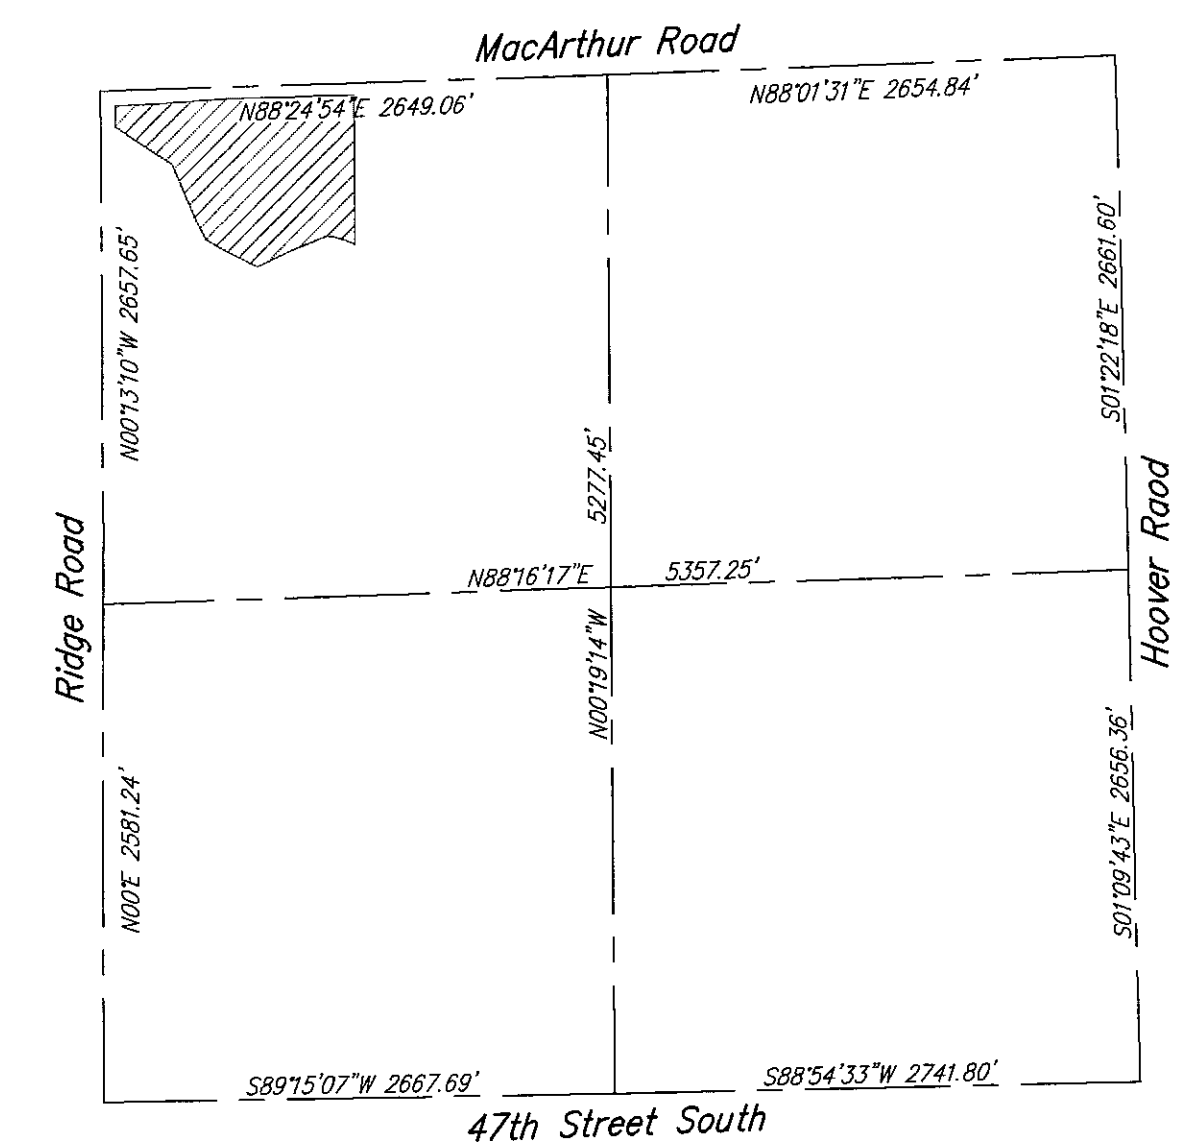 MacArthur Road
N88°24'54"E 2649.06'
N88°01'31"E 2654.84'
N00°13'10"W 2657.65'
S01°22'18"E 2661.60'
5277.45'
Ridge Road
Hoover Raod
N88°16'17"E 5357.25'
N00°19'14"W
N00°E 2581.24'
S01°09'43"E 2656.36'
S89°15'07"W 2667.69'
S88°54'33"W 2741.80'
47th Street South